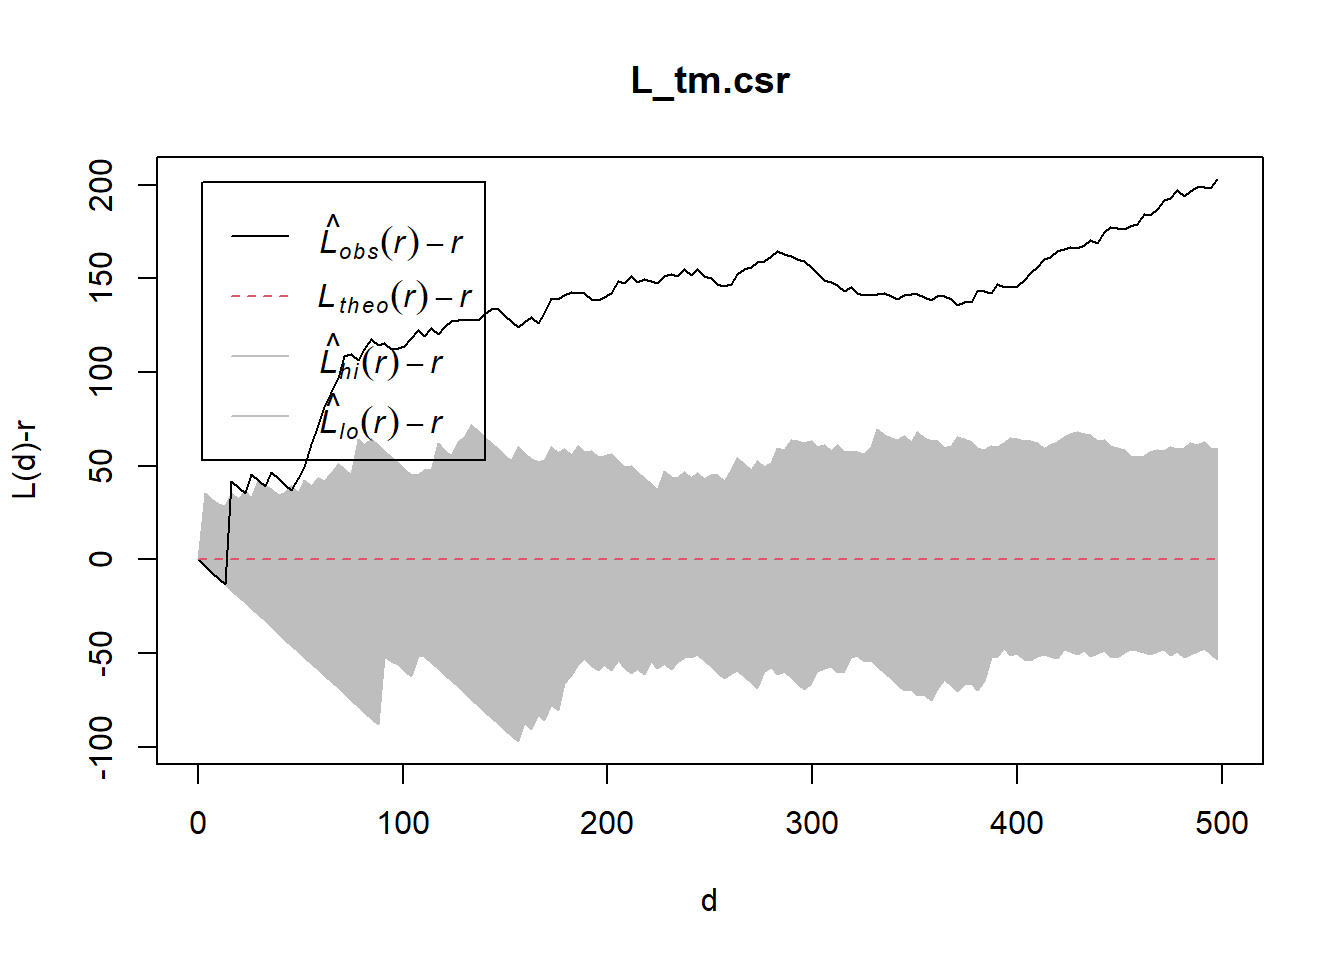 L_tm.csr
L(d)-r
200
150
100
50
0
-50
-100
L̂obs(r) − r
Ltheo(r) − r
L̂hi(r) − r
L̂lo(r) − r
0 100 200 300 400 500
d